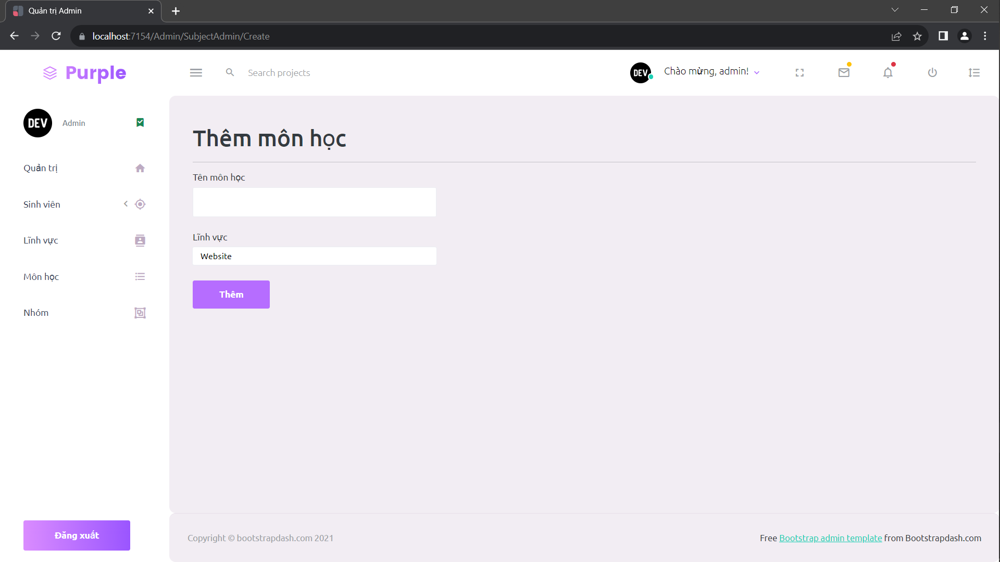 Quản trị Admin
localhost:7154/Admin/SubjectAdmin/Create
Purple
Search projects
DEV
Chào mừng, admin!
DEV
Admin
Quản trị
Sinh viên
Lĩnh vực
Môn học
Nhóm
Đăng xuất
Thêm môn học
Tên môn học
Lĩnh vực
Website
Thêm
Copyright © bootstrapdash.com 2021
Free Bootstrap admin template from Bootstrapdash.com